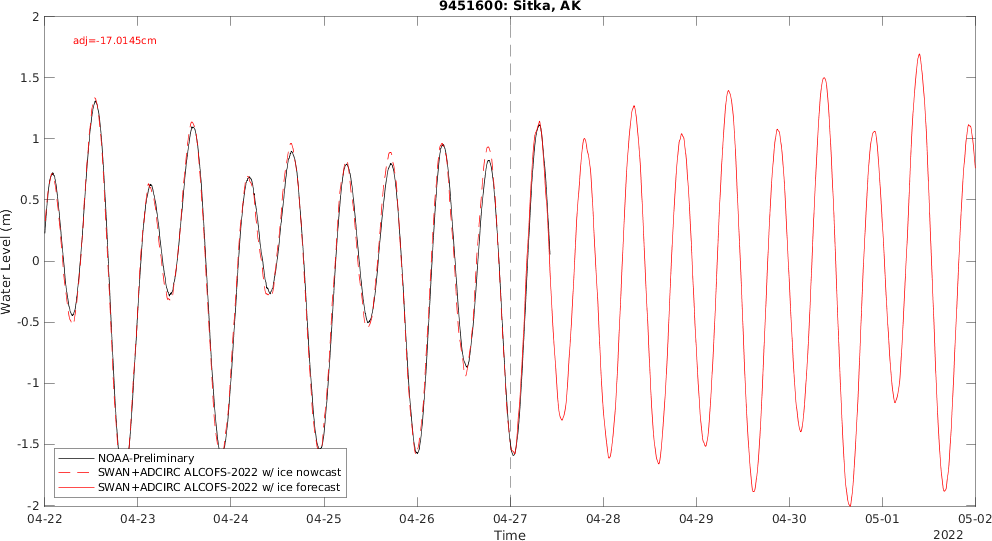 9451600: Sitka, AK
adj=-17.0145cm
2
1.5
1
0.5
0
-0.5
-1
-1.5
-2
Water Level (m)
NOAA-Preliminary
SWAN+ADCIRC ALCOFS-2022 w/ ice nowcast
SWAN+ADCIRC ALCOFS-2022 w/ ice forecast
04-22 04-23 04-24 04-25 04-26 04-27 04-28 04-29 04-30 05-01 05-02
Time
2022